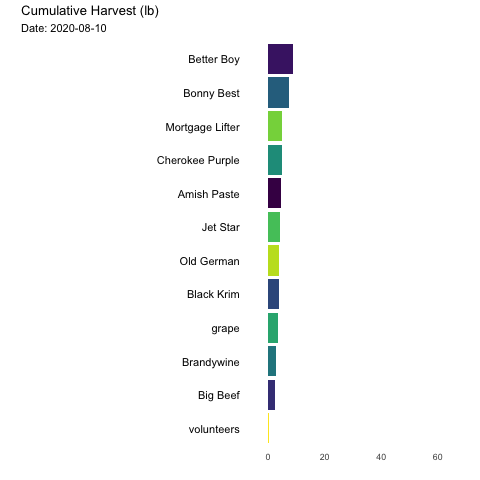 Cumulative Harvest (lb)
Date: 2020-08-10
Better Boy
Bonny Best
Mortgage Lifter
Cherokee Purple
Amish Paste
Jet Star
Old German
Black Krim
grape
Brandywine
Big Beef
volunteers
0 20 40 60